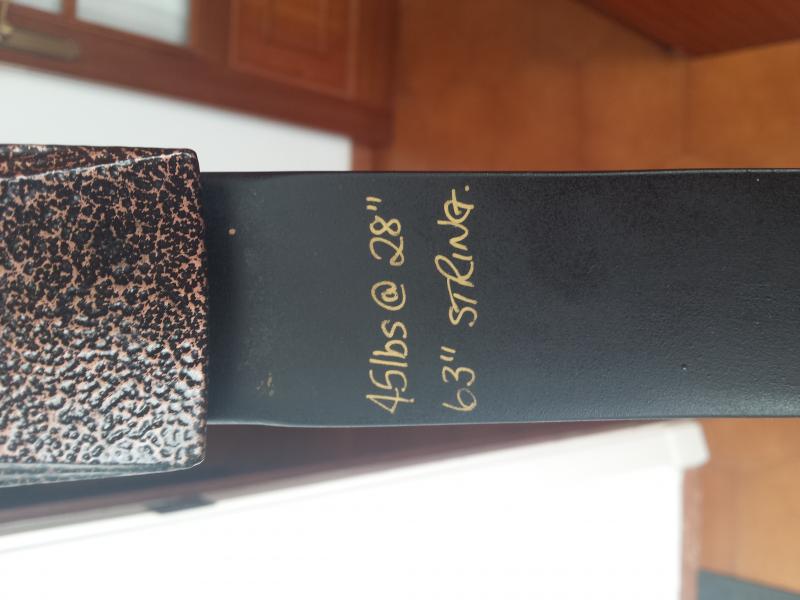 45lbs @ 28"
63" STRING.